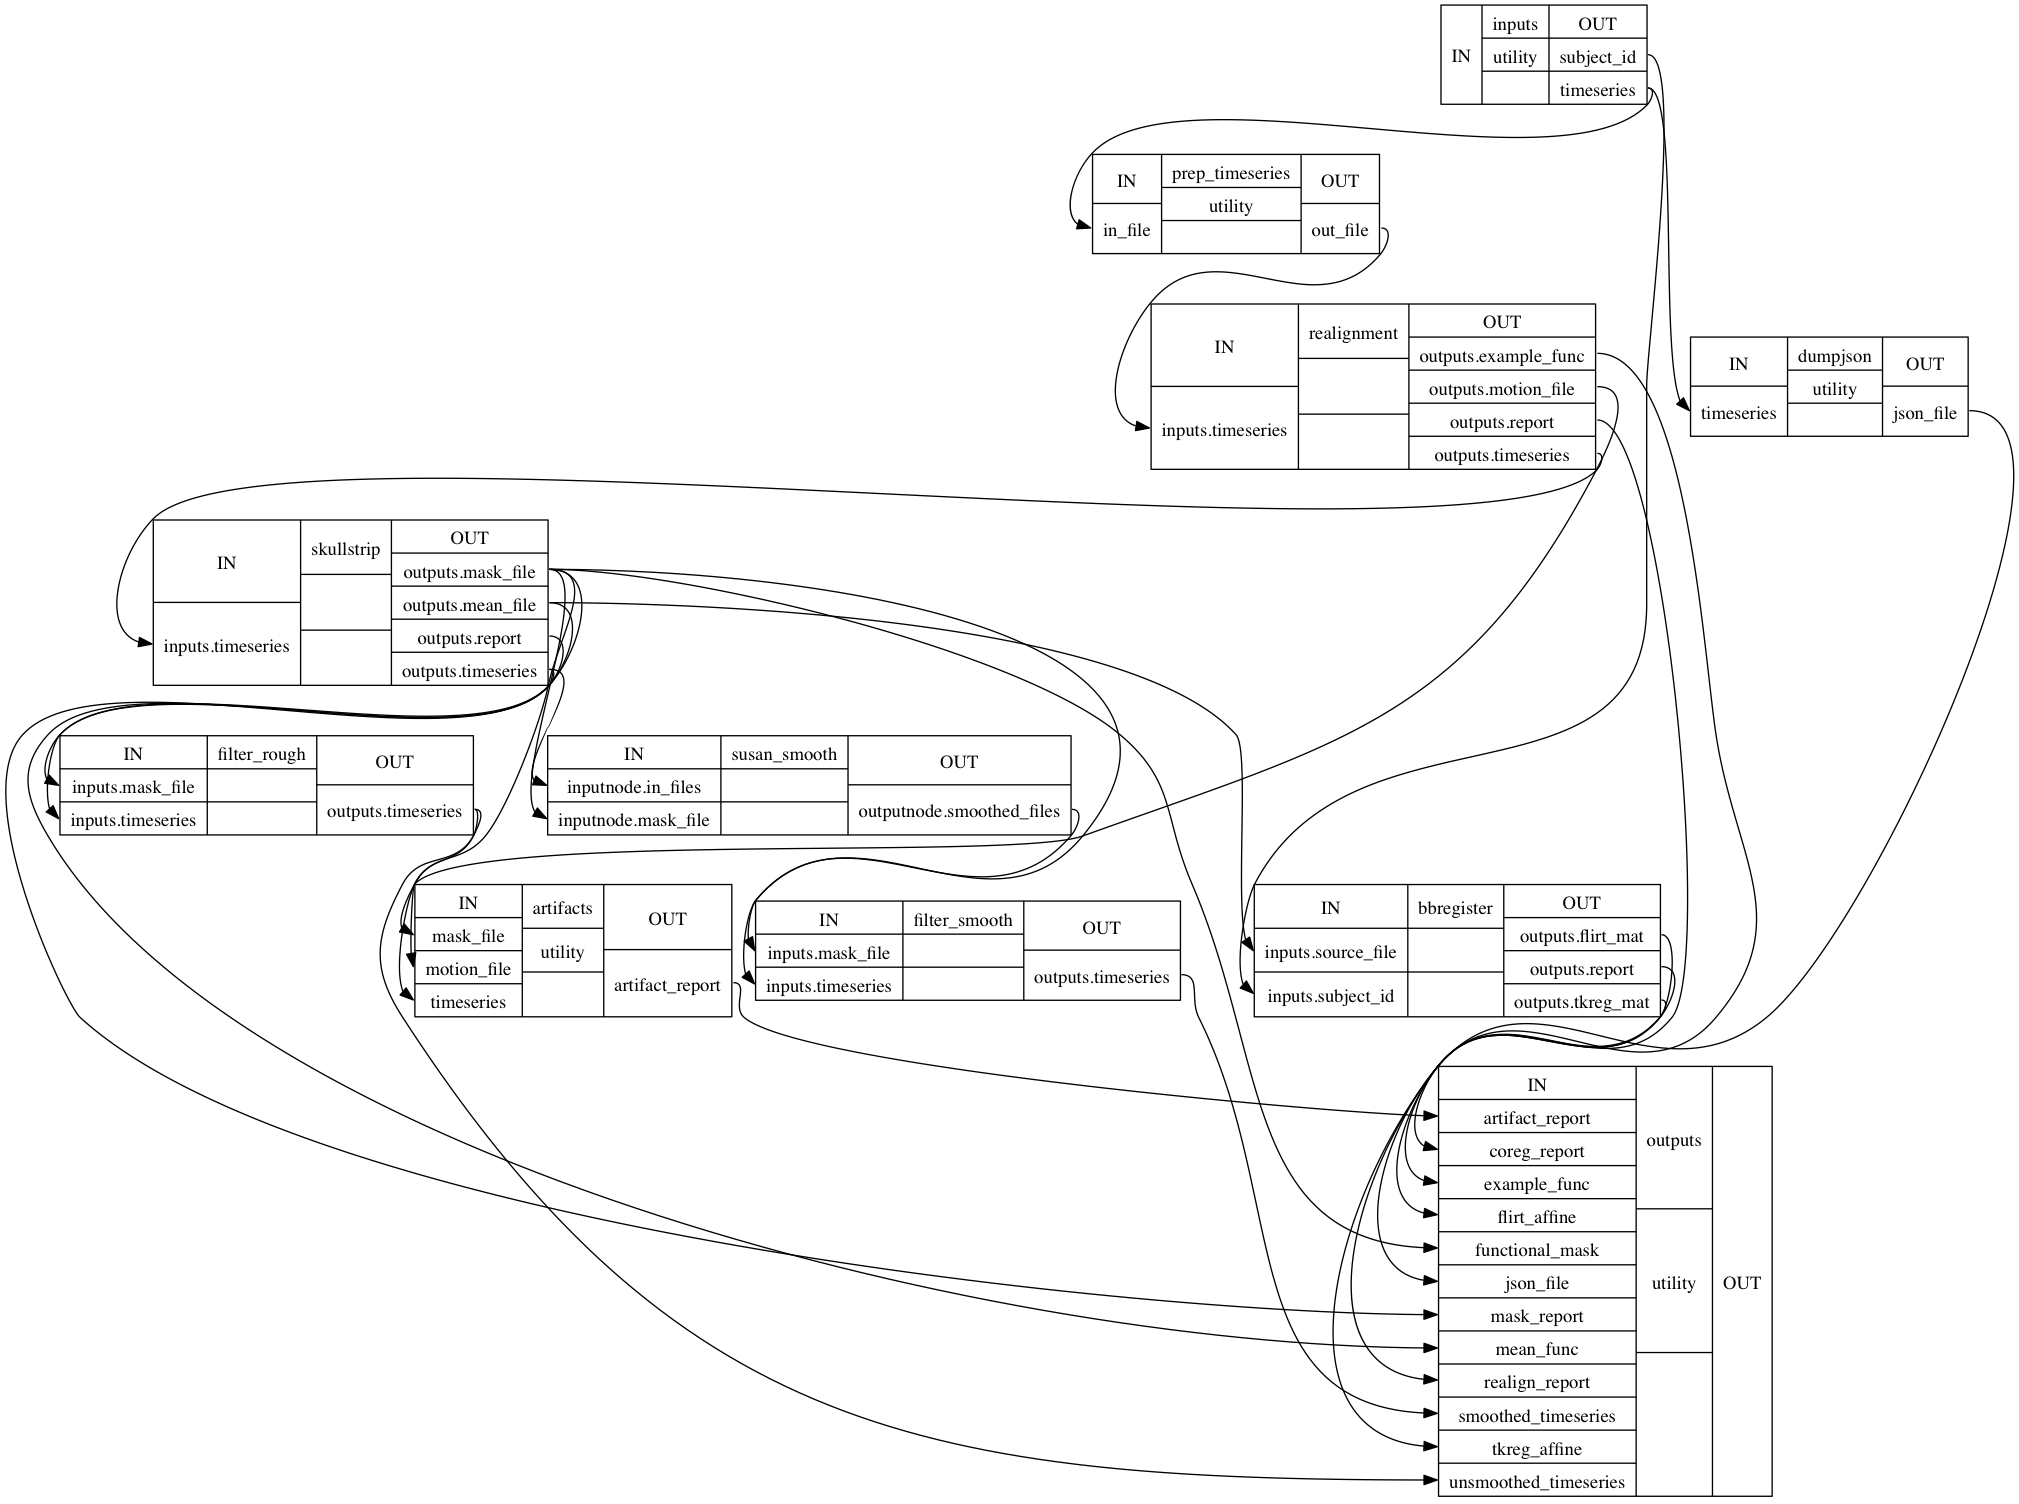 IN
inputs
utility
OUT
subject_id
timeseries
IN
in_file
prep_timeseries
utility
OUT
out_file
IN
inputs.timeseries
realignment
OUT
outputs.example_func
outputs.motion_file
outputs.report
outputs.timeseries
IN
timeseries
dumpjson
utility
OUT
json_file
IN
inputs.timeseries
skullstrip
OUT
outputs.mask_file
outputs.mean_file
outputs.report
outputs.timeseries
IN
inputs.mask_file
inputs.timeseries
filter_rough
OUT
outputs.timeseries
IN
inputnode.in_files
inputnode.mask_file
susan_smooth
OUT
outputnode.smoothed_files
IN
mask_file
motion_file
timeseries
artifacts
utility
OUT
artifact_report
IN
inputs.mask_file
inputs.timeseries
filter_smooth
OUT
outputs.timeseries
IN
inputs.source_file
inputs.subject_id
bbregister
OUT
outputs.flirt_mat
outputs.report
outputs.tkreg_mat
IN
artifact_report
coreg_report
example_func
flirt_affine
functional_mask
json_file
mask_report
mean_func
realign_report
smoothed_timeseries
tkreg_affine
unsmoothed_timeseries
outputs
utility
OUT